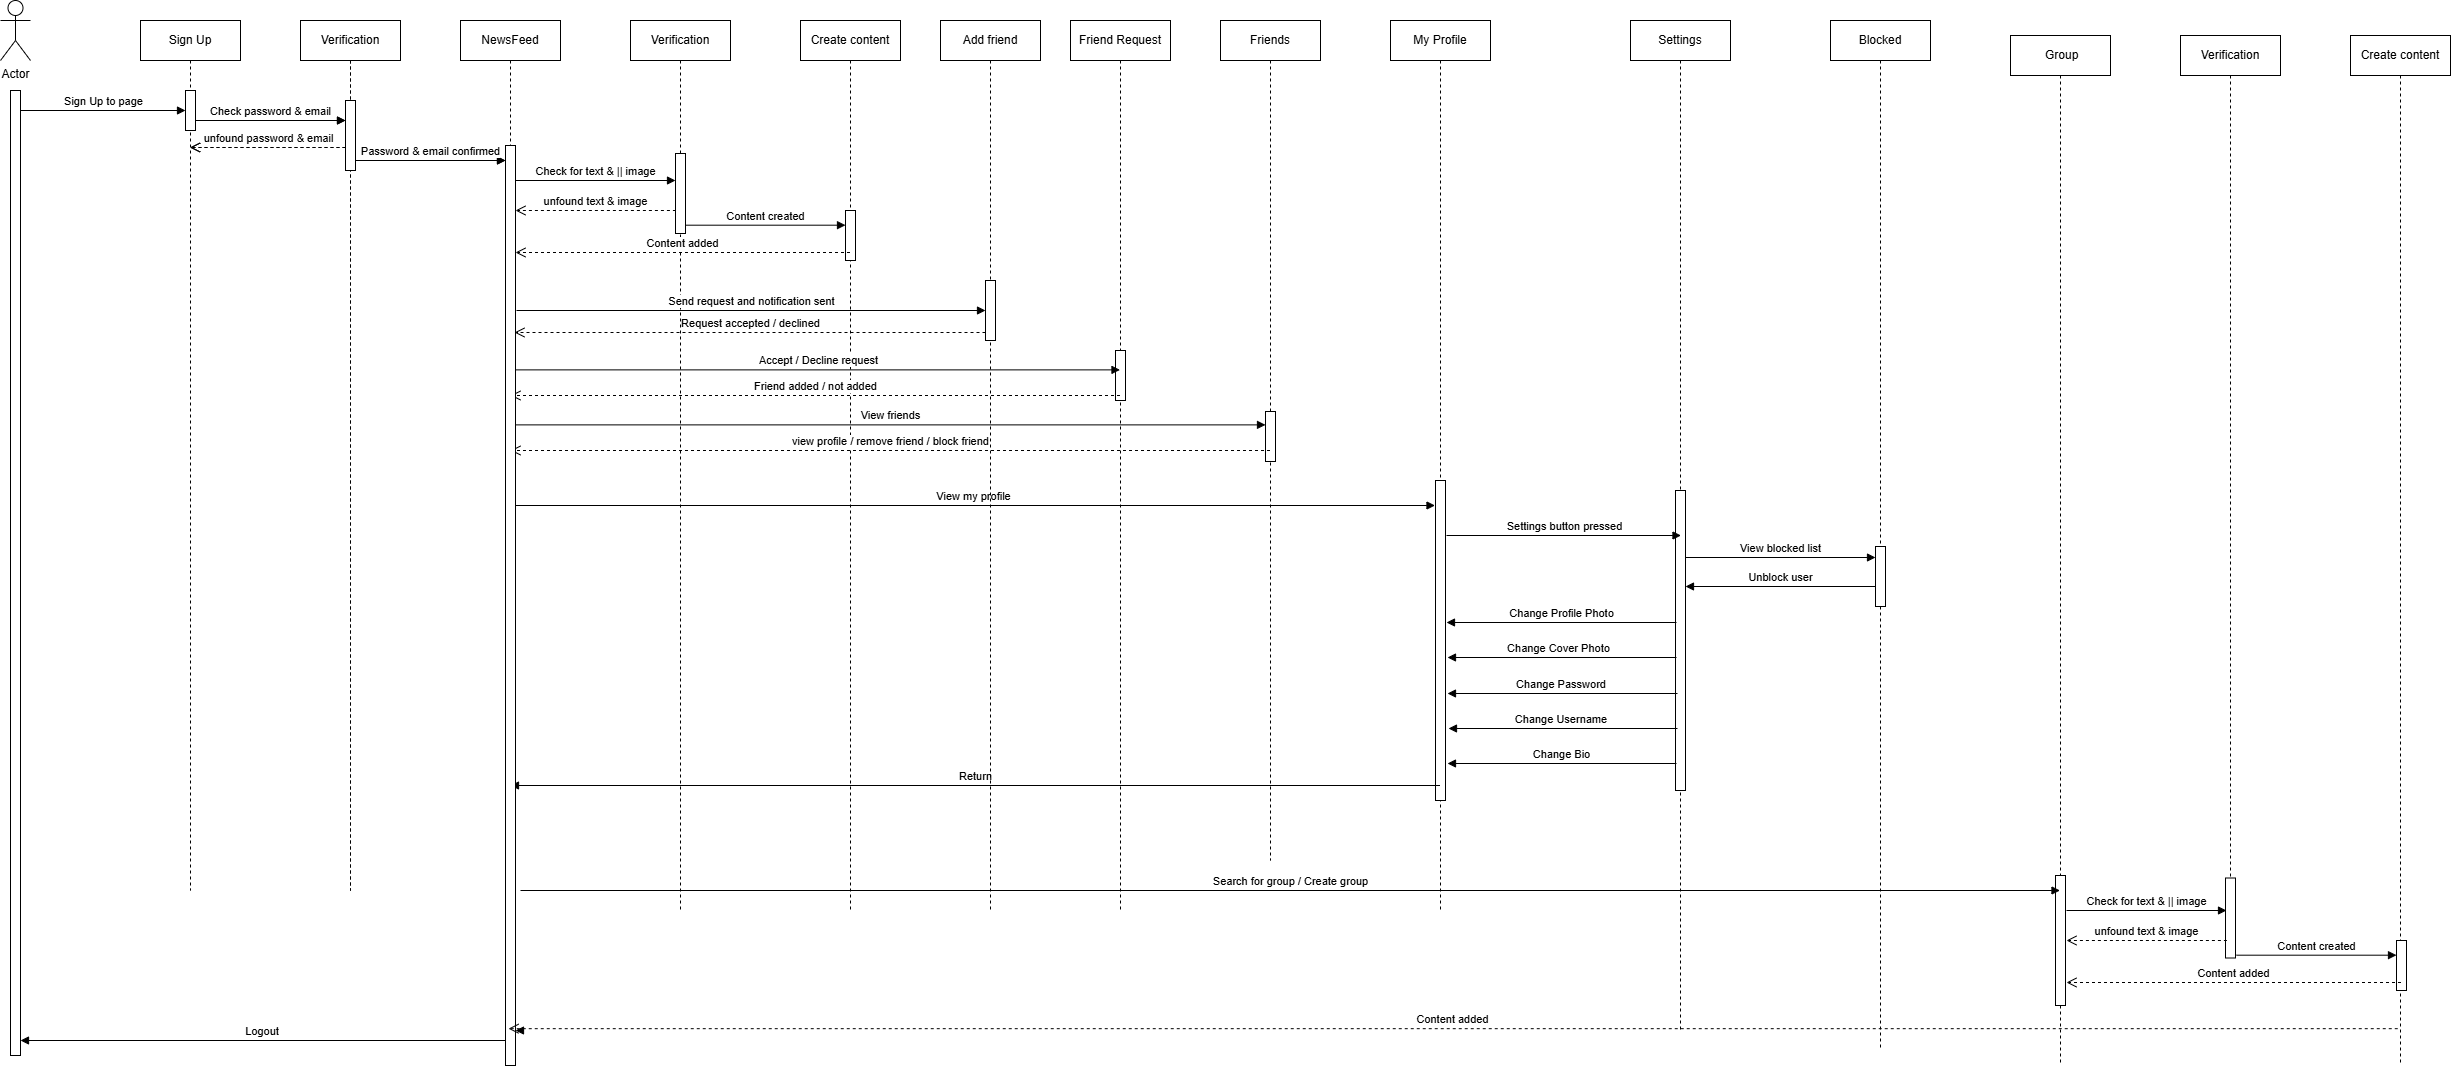 Actor
Sign Up
Verification
NewsFeed
Verification
Create content
Add friend
Friend Request
Friends
My Profile
Settings
Blocked
Group
Verification
Create content
Sign Up to page
Check password & email
unfound password & email
Password & email confirmed
Check for text & || image
unfound text & image
Content created
Content added
Send request and notification sent
Request accepted / declined
Accept / Decline request
Friend added / not added
View friends
view profile / remove friend / block friend
View my profile
Settings button pressed
View blocked list
Unblock user
Change Profile Photo
Change Cover Photo
Change Password
Change Username
Change Bio
Return
Search for group / Create group
Check for text & || image
unfound text & image
Content created
Content added
Content added
Logout